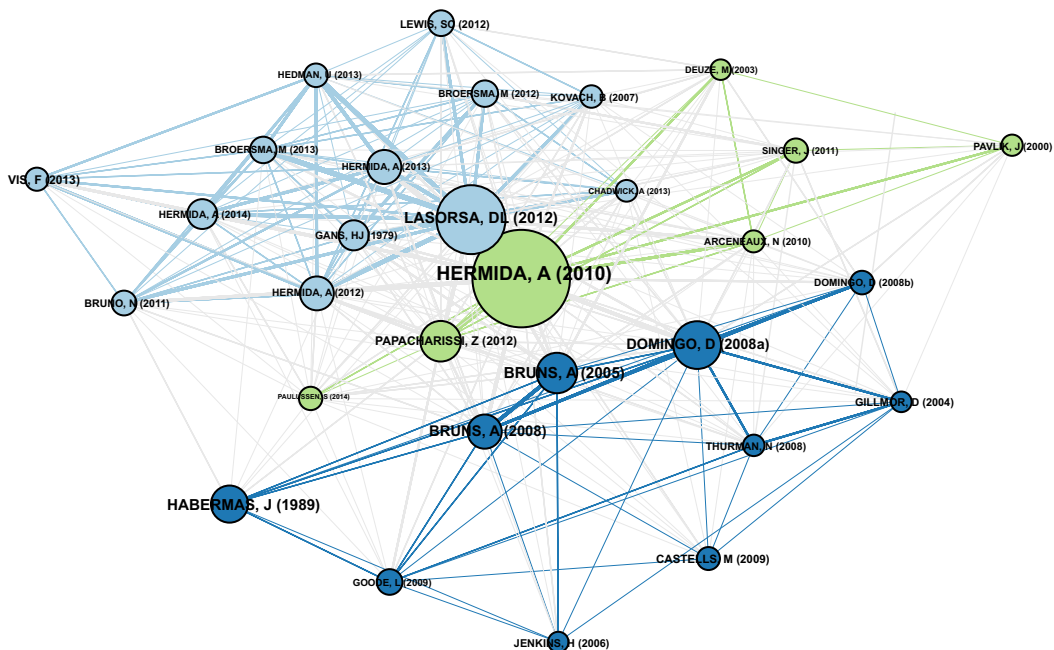 LEWIS, SC (2012)
DEUZE, M (2003)
HEDMAN, U (2013)
BROERSMA, M (2012)
KOVACH, B (2007)
PAVLIK, J (2000)
BROERSMA, M (2013)
SINGER, J (2011)
HERMIDA, A (2013)
VIS, F (2013)
CHADWICK, A (2013)
HERMIDA, A (2014)
LASORSA, DL (2012)
GANS, HJ (1979)
ARCENEAUX, N (2010)
HERMIDA, A (2010)
DOMINGO, D (2008b)
HERMIDA, A (2012)
BRUNO, N (2011)
PAPACHARISSI, Z (2012)
DOMINGO, D (2008a)
BRUNS, A (2005)
PAULUSSEN, S (2014)
GILLMOR, D (2004)
BRUNS, A (2008)
THURMAN, N (2008)
HABERMAS, J (1989)
CASTELLS, M (2009)
GOODE, L (2009)
JENKINS, H (2006)